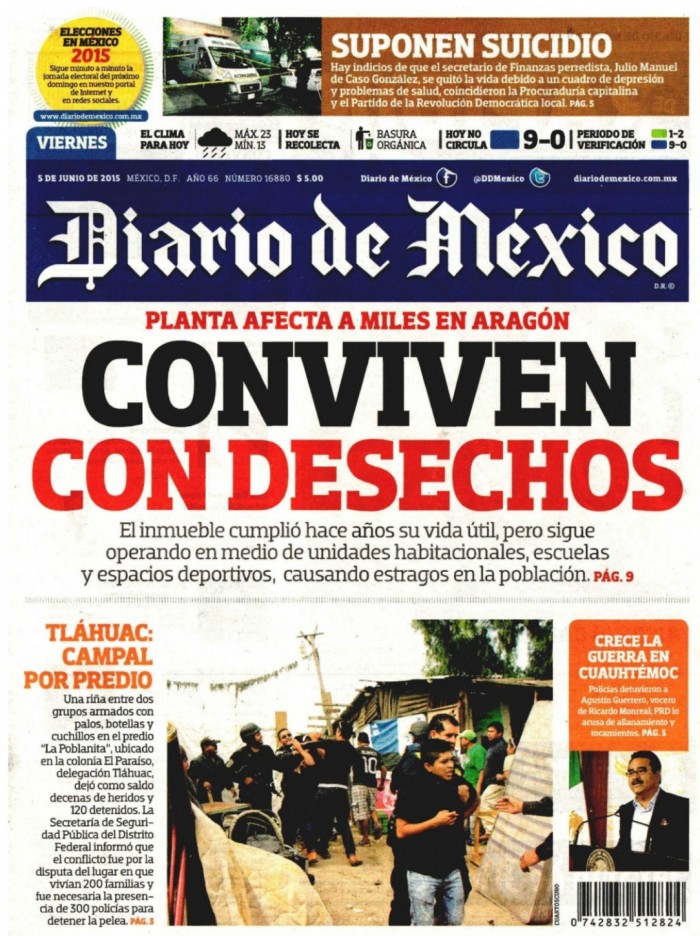 ELECCIONES
EN MÉXICO
2015
Sigue minuto a minuto la
jornada electoral del próximo
domingo en nuestro portal
de Internet y
en redes sociales.
www.diariodemexico.com.mx
SUPONEN SUICIDIO
Hay indicios de que el secretario de Finanzas perredista, Julio Manuel
de Caso González, se quitó la vida debido a un cuadro de depresión
y problemas de salud, coincidieron la Procuraduría capitalina
y el Partido de la Revolución Democrática local. PÁG. 5
VIERNES
EL CLIMA
PARA HOY
MÁX. 23
MÍN. 13
HOY SE
RECOLECTA
BASURA
ORGÁNICA
HOY NO
CIRCULA
9-0
PERIODO DE
VERIFICACIÓN
1-2
9-0
5 DE JUNIO DE 2015 MÉXICO, D.F. AÑO 66 NÚMERO 16880 $ 5.00
Diario de México
@DDMexico
diariodemexico.com.mx
Diario de México
D.R.©
PLANTA AFECTA A MILES EN ARAGÓN
CONVIVEN
CON DESECHOS
El inmueble cumplió hace años su vida útil, pero sigue
operando en medio de unidades habitacionales, escuelas
y espacios deportivos, causando estragos en la población. PÁG. 9
TLÁHUAC:
CAMPAL
POR PREDIO
Una riña entre dos
grupos armados con
palos, botellas y
cuchillos en el predio
"La Poblanita", ubicado
en la colonia El Paraíso,
delegación Tláhuac,
dejó como saldo
decenas de heridos y
120 detenidos. La
Secretaría de Seguri-
dad Pública del Distrito
Federal informó que
el conflicto fue por la
disputa del lugar en que
vivían 200 familias y
fue necesaria la presen-
cia de 300 policías para
detener la pelea. PÁG. 3
10
CUARTOSCURO
CRECE LA
GUERRA EN
CUAUHTÉMOC
Policías detuvieron a
Agustín Guerrero, vocero
de Ricardo Monreal; PRD lo
acusa de allanamiento y
tocamientos. PÁG. 5
0 742832 512824